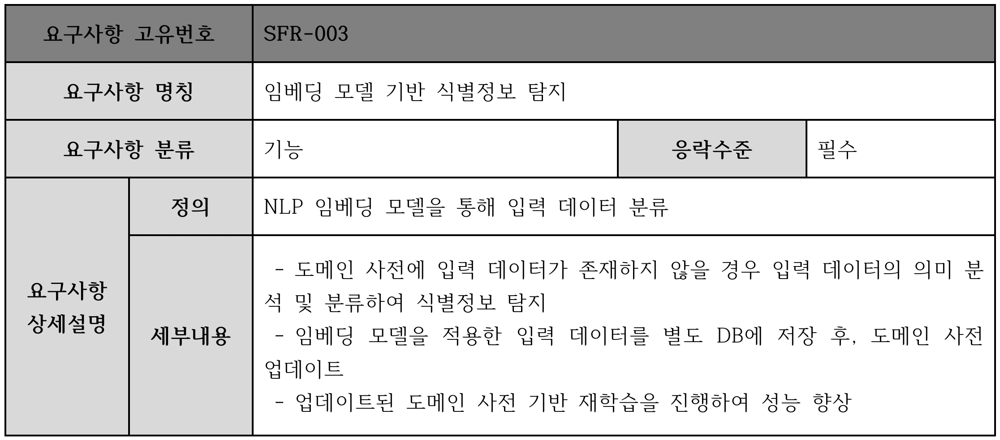 요구사항 고유번호 SFR-003
요구사항 명칭 임베딩 모델 기반 식별정보 탐지
요구사항 분류 기능 응락수준 필수
요구사항
상세설명
정의 NLP 임베딩 모델을 통해 입력 데이터 분류
세부내용
- 도메인 사전에 입력 데이터가 존재하지 않을 경우 입력 데이터의 의미 분
석 및 분류하여 식별정보 탐지
- 임베딩 모델을 적용한 입력 데이터를 별도 DB에 저장 후, 도메인 사전
업데이트
- 업데이트된 도메인 사전 기반 재학습을 진행하여 성능 향상